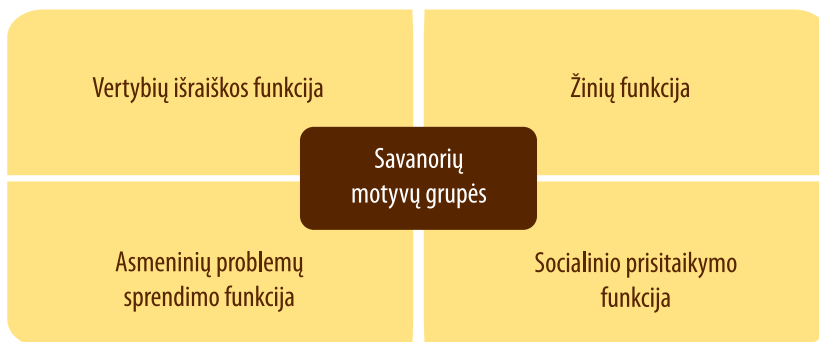 Vertybių išraiškos funkcija
Žinių funkcija
Savanorių
motyvų grupės
Asmeninių problemų
sprendimo funkcija
Socialinio prisitaikymo
funkcija